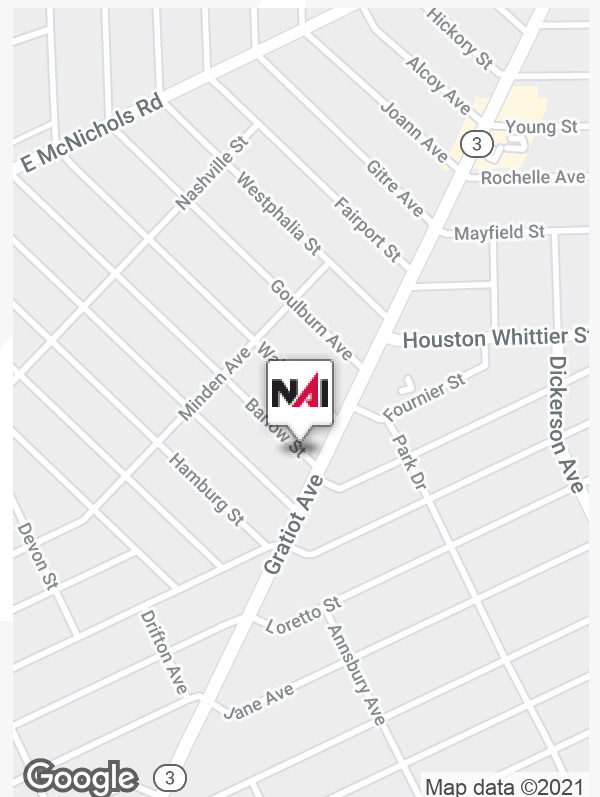 Hickory St
Alcoy Ave
E McNichols Rd
Joann Ave
Young St
3
Nashville St
Rochelle Ave
Gitre Ave
Westphalia St
Fairport St
Mayfield St
Goulburn Ave
Houston Whittier St
Minden Ave
NAI
Fournier St
Dickerson Ave
Barlow St
Park Dr
Hamburg St
Gratiot Ave
Devon St
Loretto St
Drifton Ave
Annsbury Ave
Jane Ave
Google
3
Map data ©2021